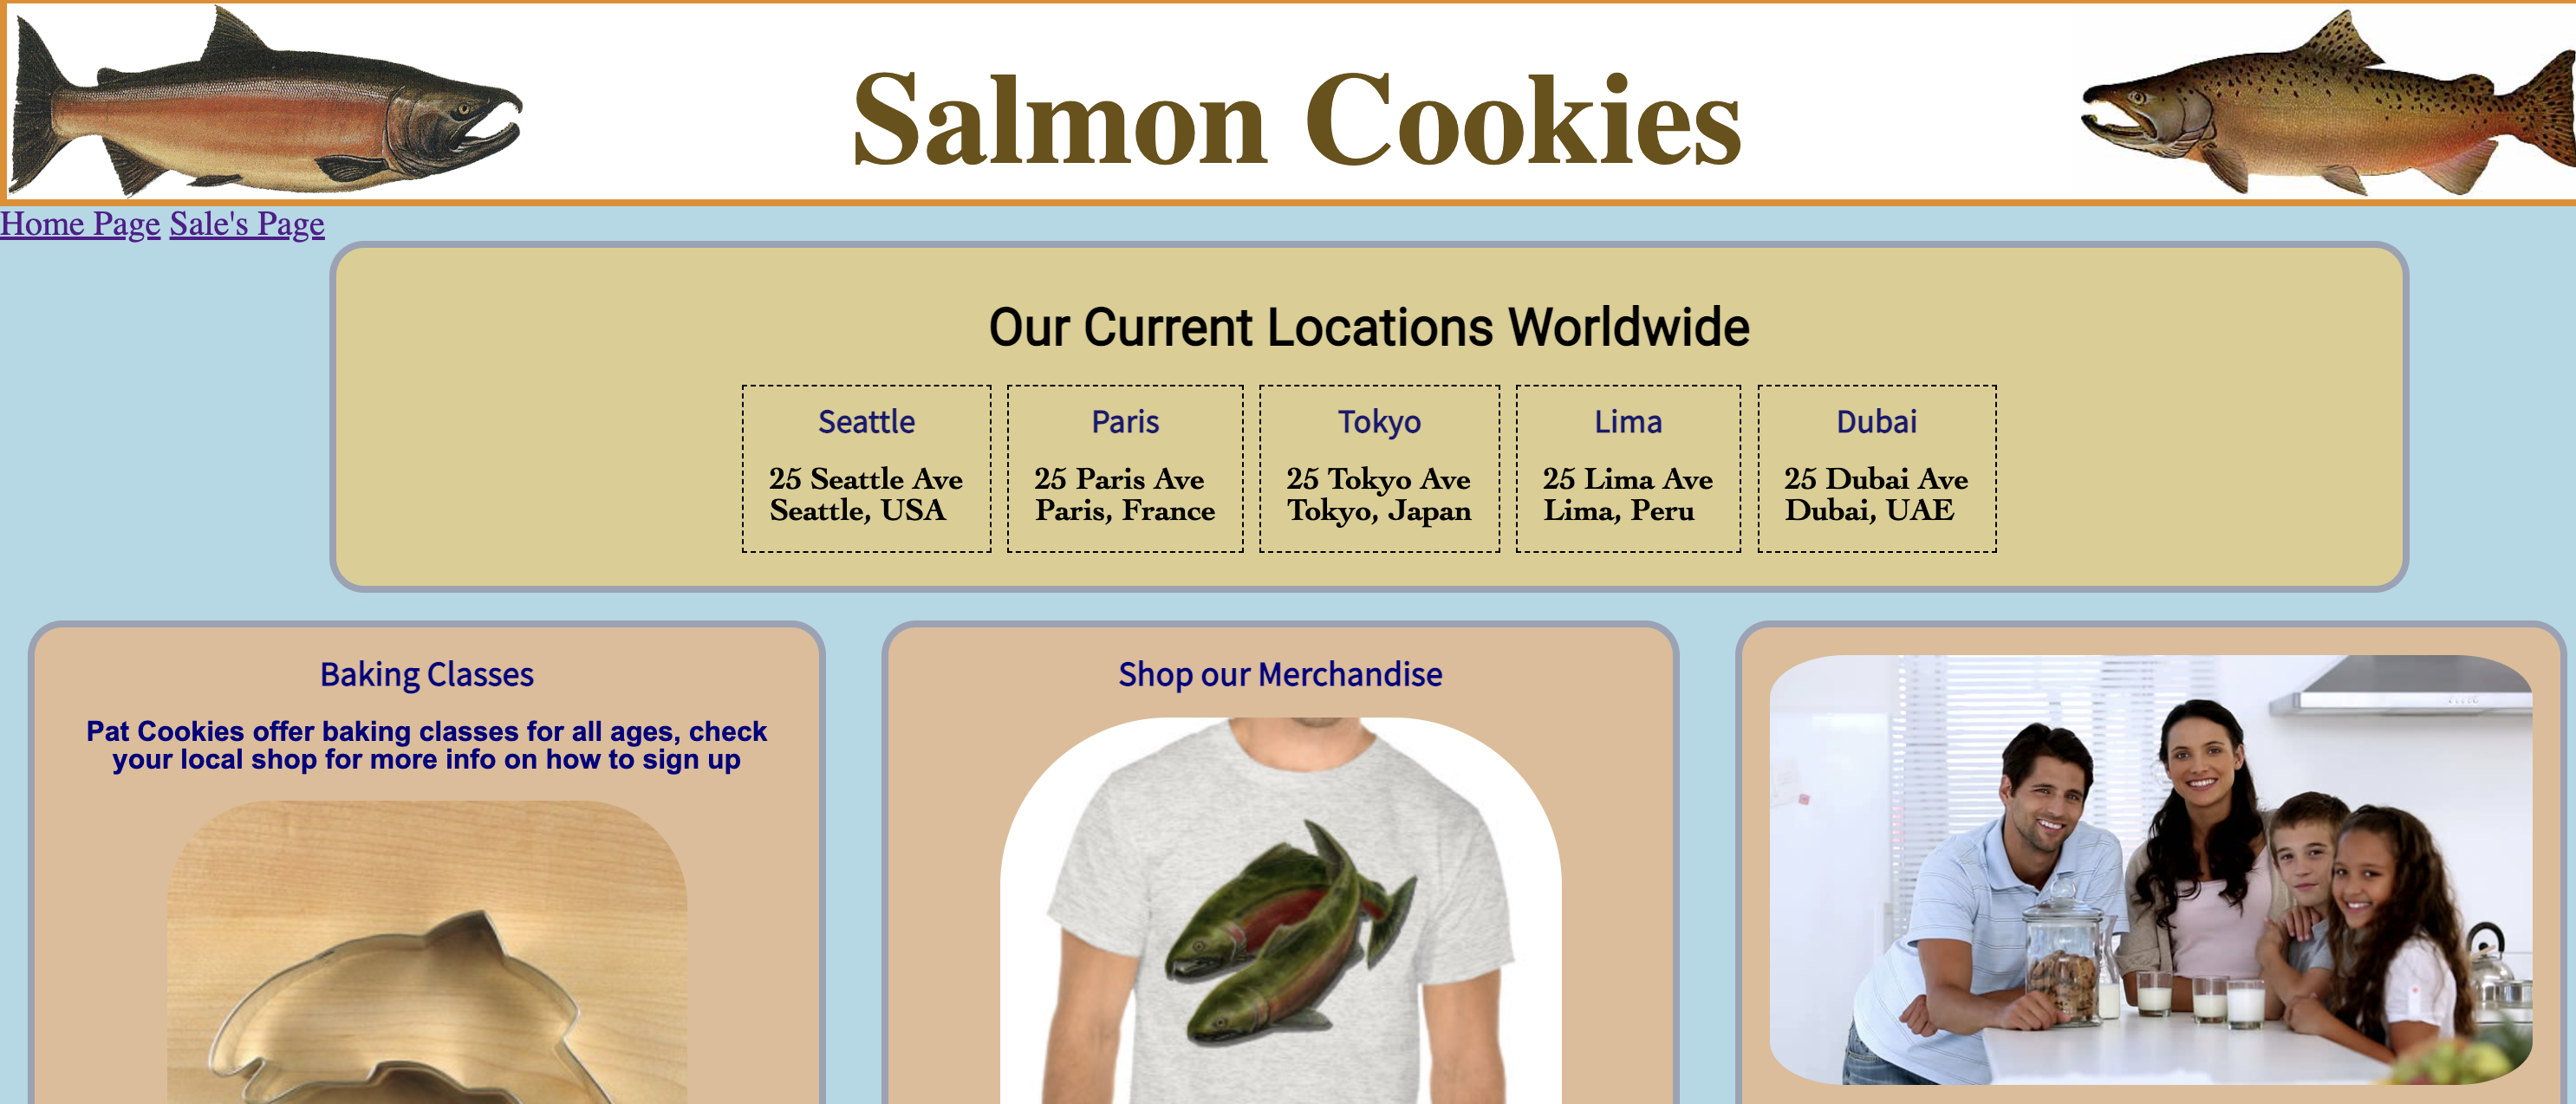 Salmon Cookies
Home Page Sale's Page
Our Current Locations Worldwide
Seattle
25 Seattle Ave
Seattle, USA
Paris
25 Paris Ave
Paris, France
Tokyo
25 Tokyo Ave
Tokyo, Japan
Lima
25 Lima Ave
Lima, Peru
Dubai
25 Dubai Ave
Dubai, UAE
Baking Classes
Pat Cookies offer baking classes for all ages, check
your local shop for more info on how to sign up
Shop our Merchandise